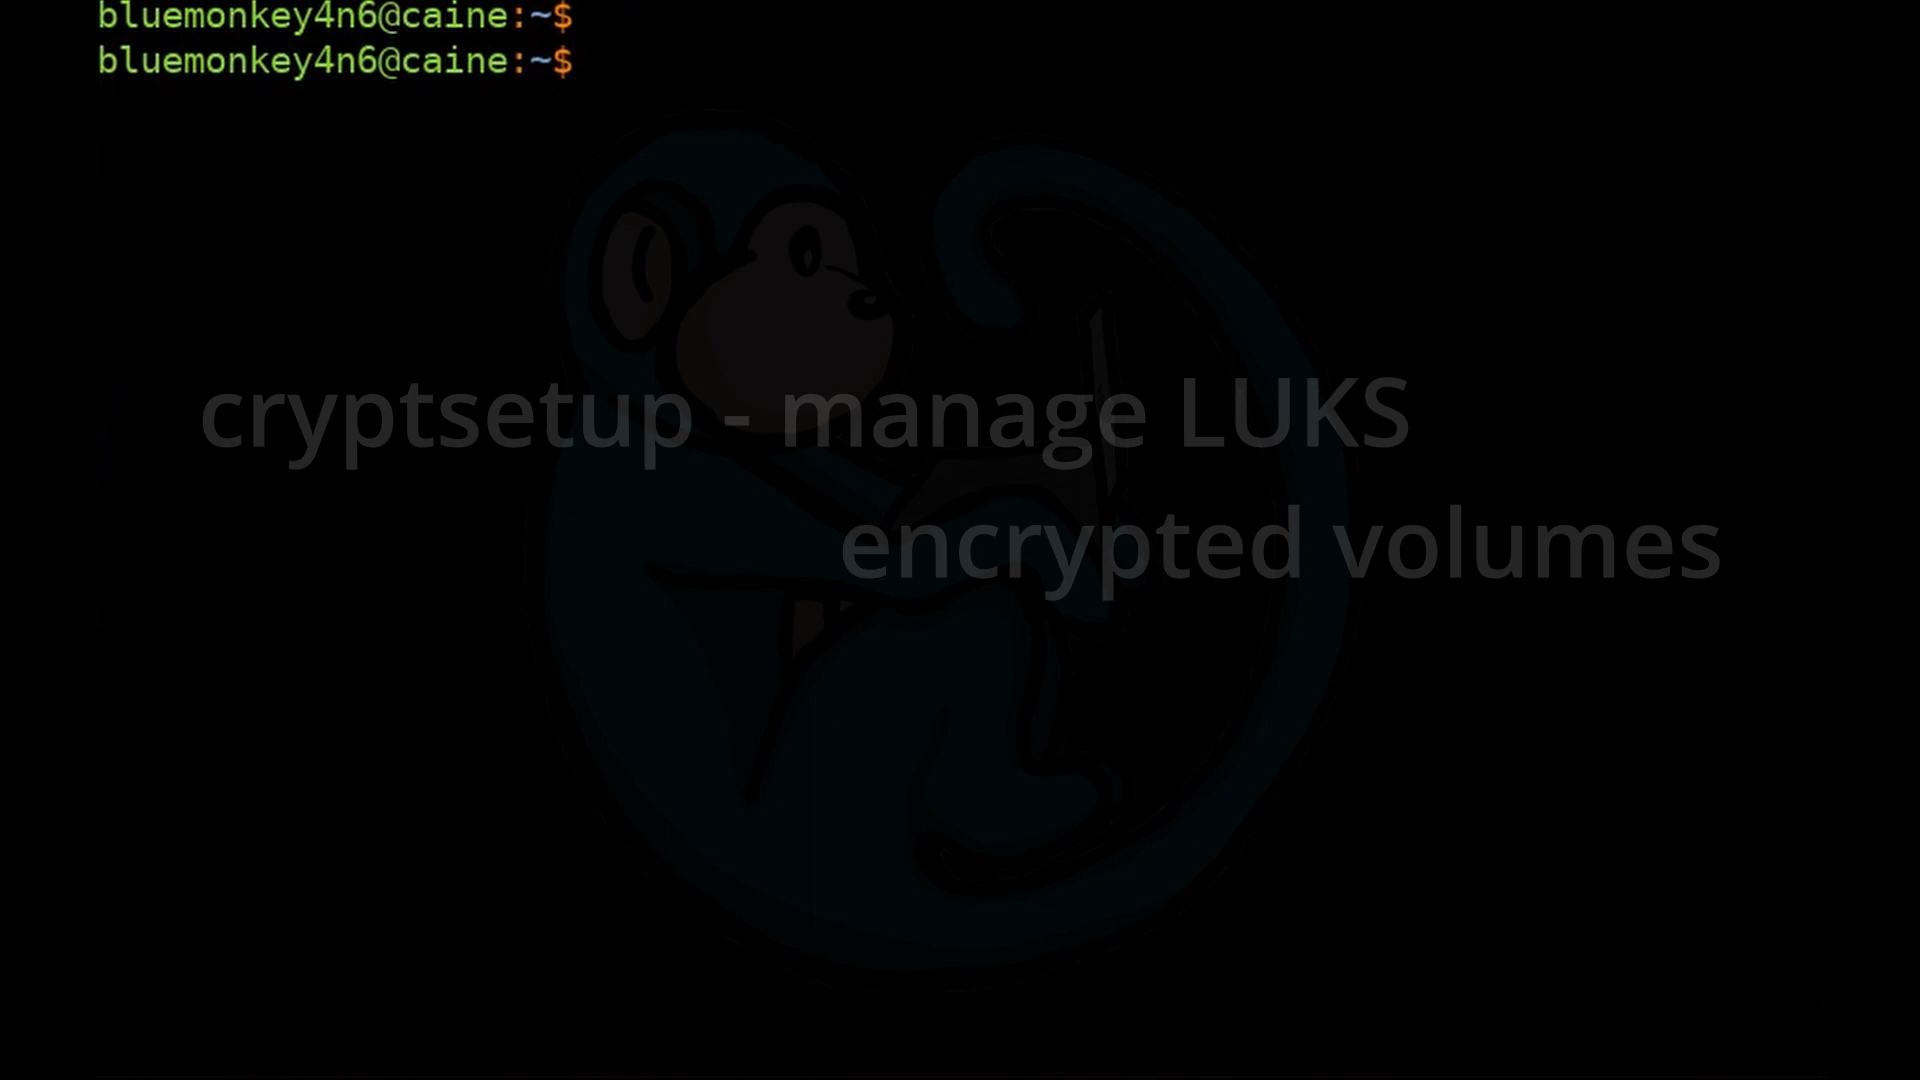 bluemonkey4n6@caine:~$
bluemonkey4n6@caine:~$
cryptsetup - manage LUKS
encrypted volumes